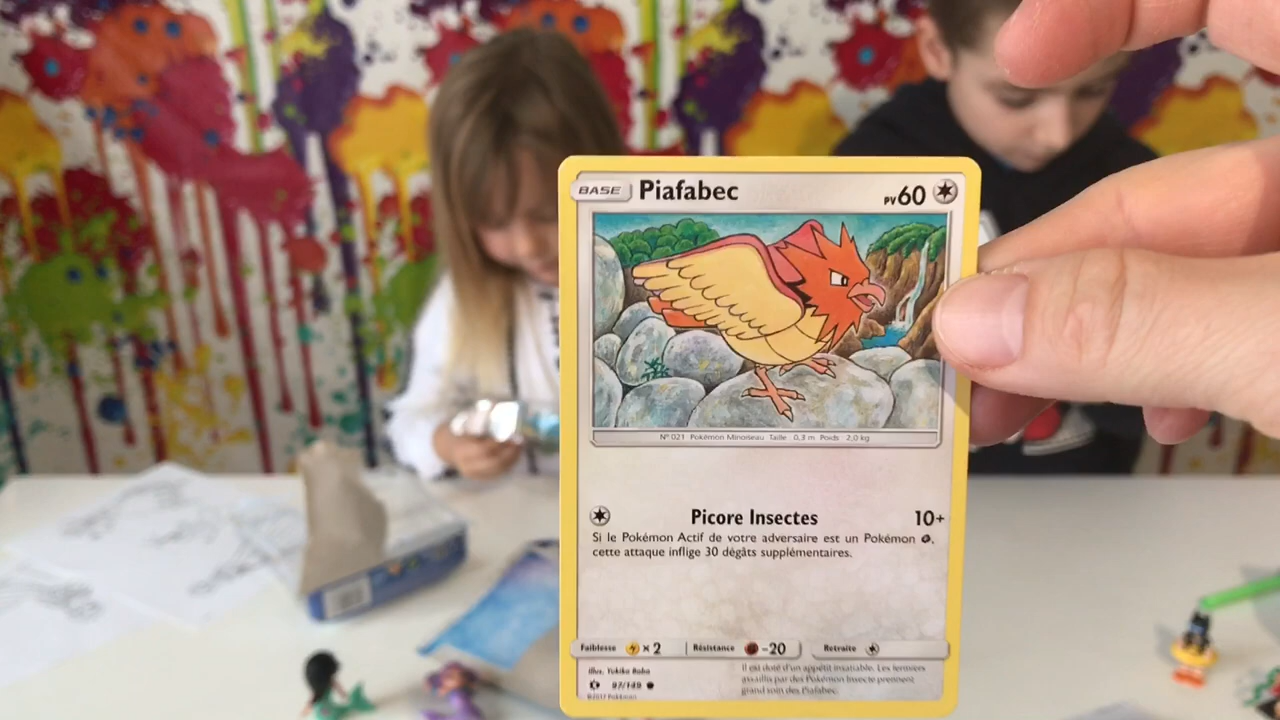 BASE Piafabec PV 60
N° 021 Pokémon Minoiseau Taille : 0,3 m Poids : 2,0 kg
Picore Insectes 10+
Si le Pokémon Actif de votre adversaire est un Pokémon ,
cette attaque inflige 30 dégâts supplémentaires.
Faiblesse × 2 Résistance -20 Retraite
Illus. Yukiko Baba
97/149
©2017 Pokémon
Il est doté d'un appétit insatiable. Les fermiers
assaillis par des Pokémon Insecte prennent
grand soin des Piafabec.